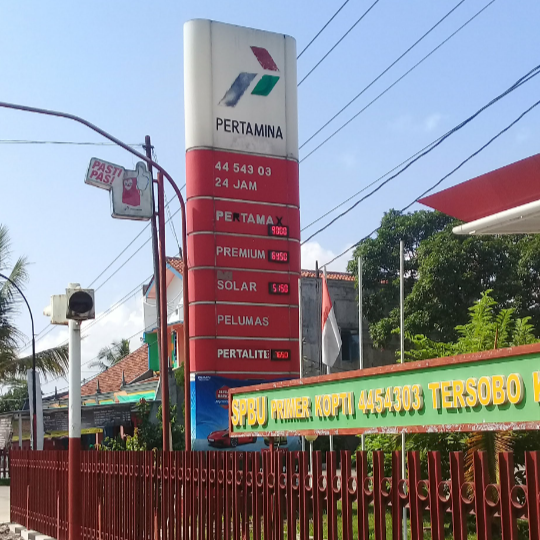 PASTI
PAS!
PERTAMINA
44 543 03
24 JAM
PERTAMAX 9000
PREMIUM 6450
SOLAR 5150
PELUMAS
PERTALITE
SPBU PRIMER KOPTI 4454303 TERSOBO